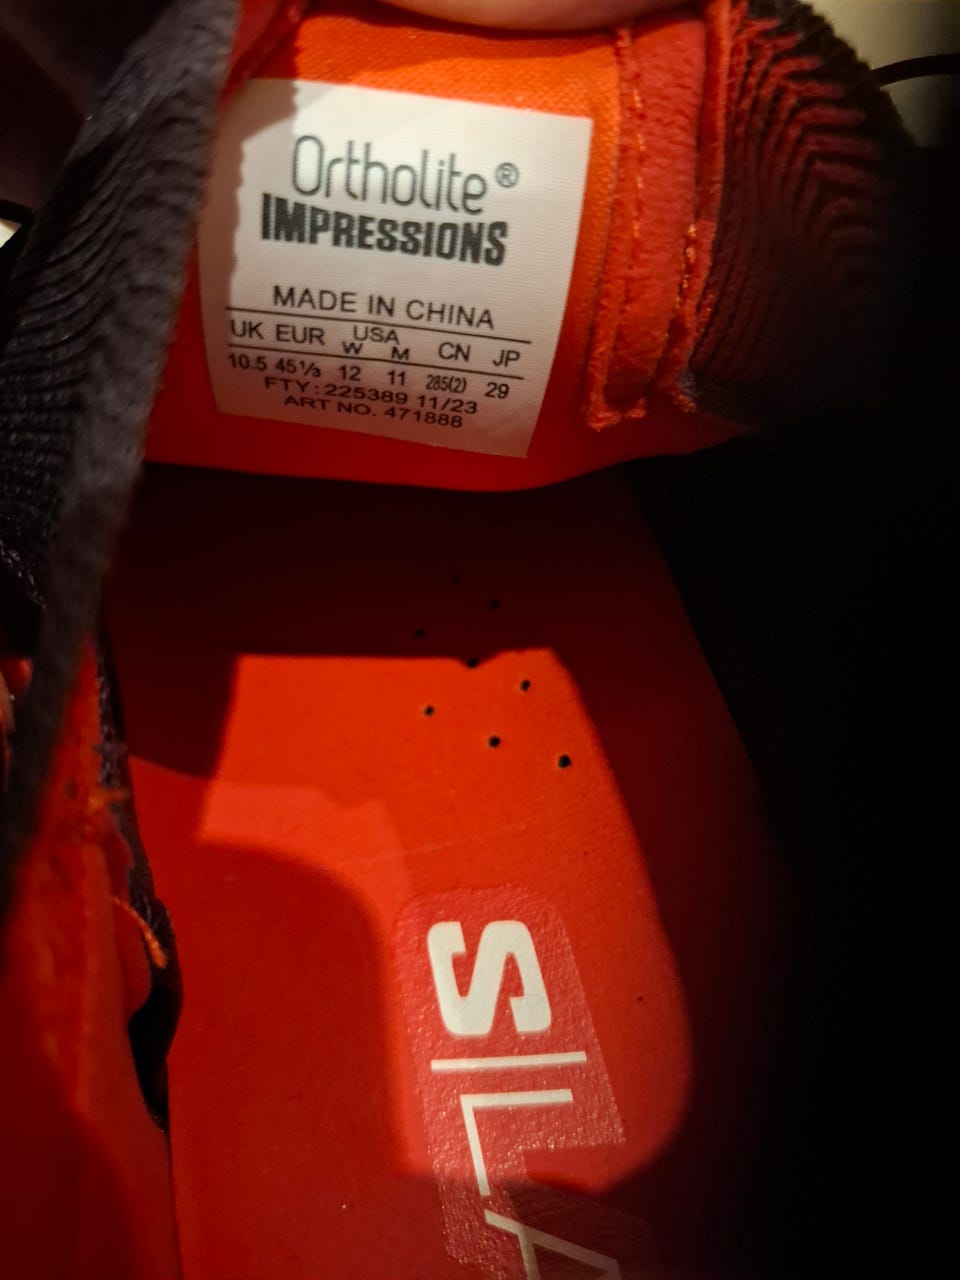 Ortholite®
IMPRESSIONS
MADE IN CHINA
UK EUR USA CN JP
W M
10.5 45⅓ 12 11 285(2) 29
FTY: 225389 11/23
ART NO. 471888
S|LA